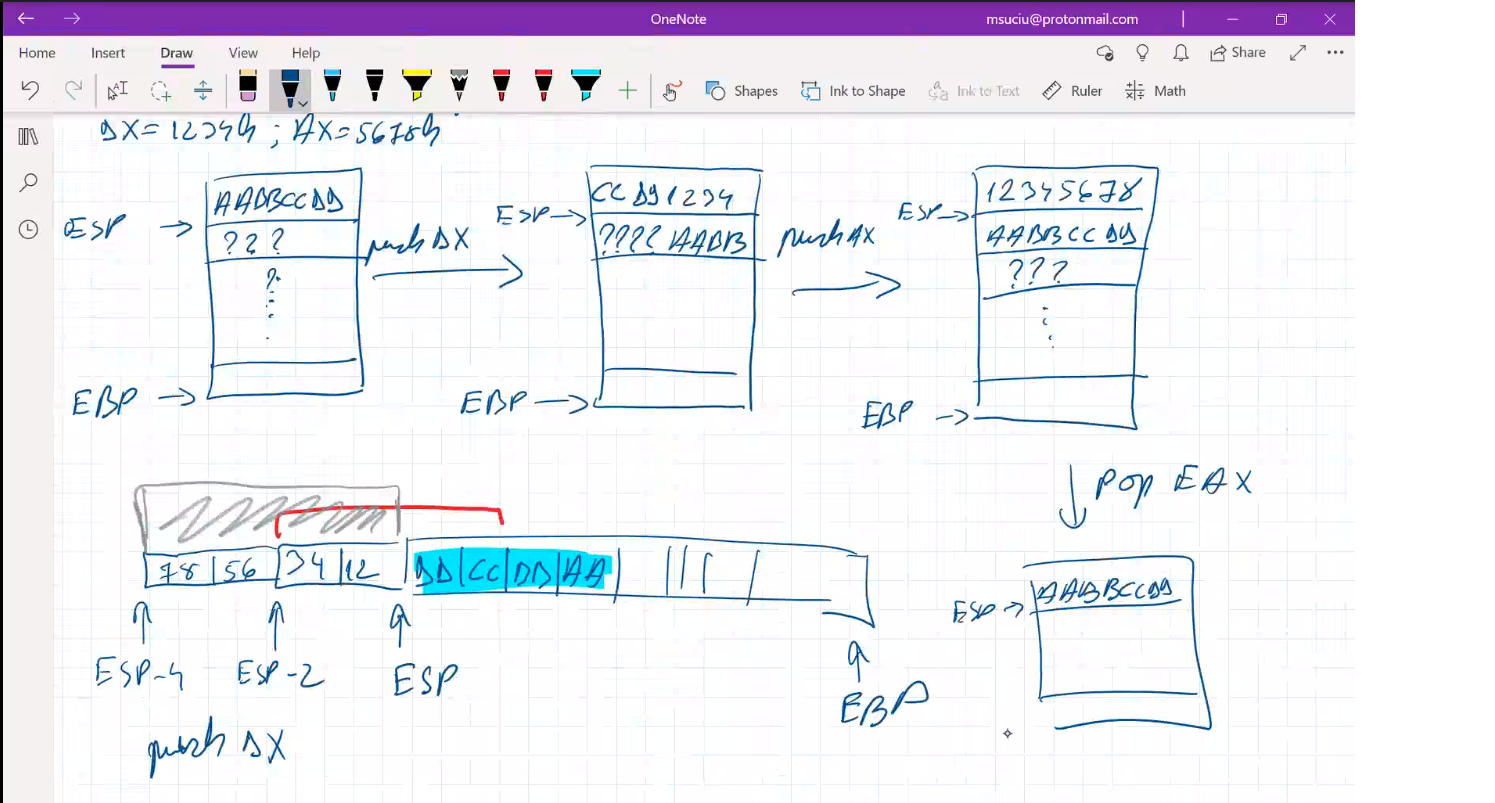 OneNote
msuciu@protonmail.com
Home Insert Draw View Help
Share
Shapes
Ink to Shape
Ink to Text
Ruler
Math
DX = 1234h ; AX = 5678h
ESP →
AABBCCDD
???
?
EBP →
push DX
ESP →
CCDD1234
????AABB
EBP →
push AX
ESP →
12345678
AABBCCDD
???
EBP →
pop EAX
78|56 34|12 DD|CC|BB|AA
ESP-4 ESP-2 ESP EBP
push DX
ESP →
AABBCCDD